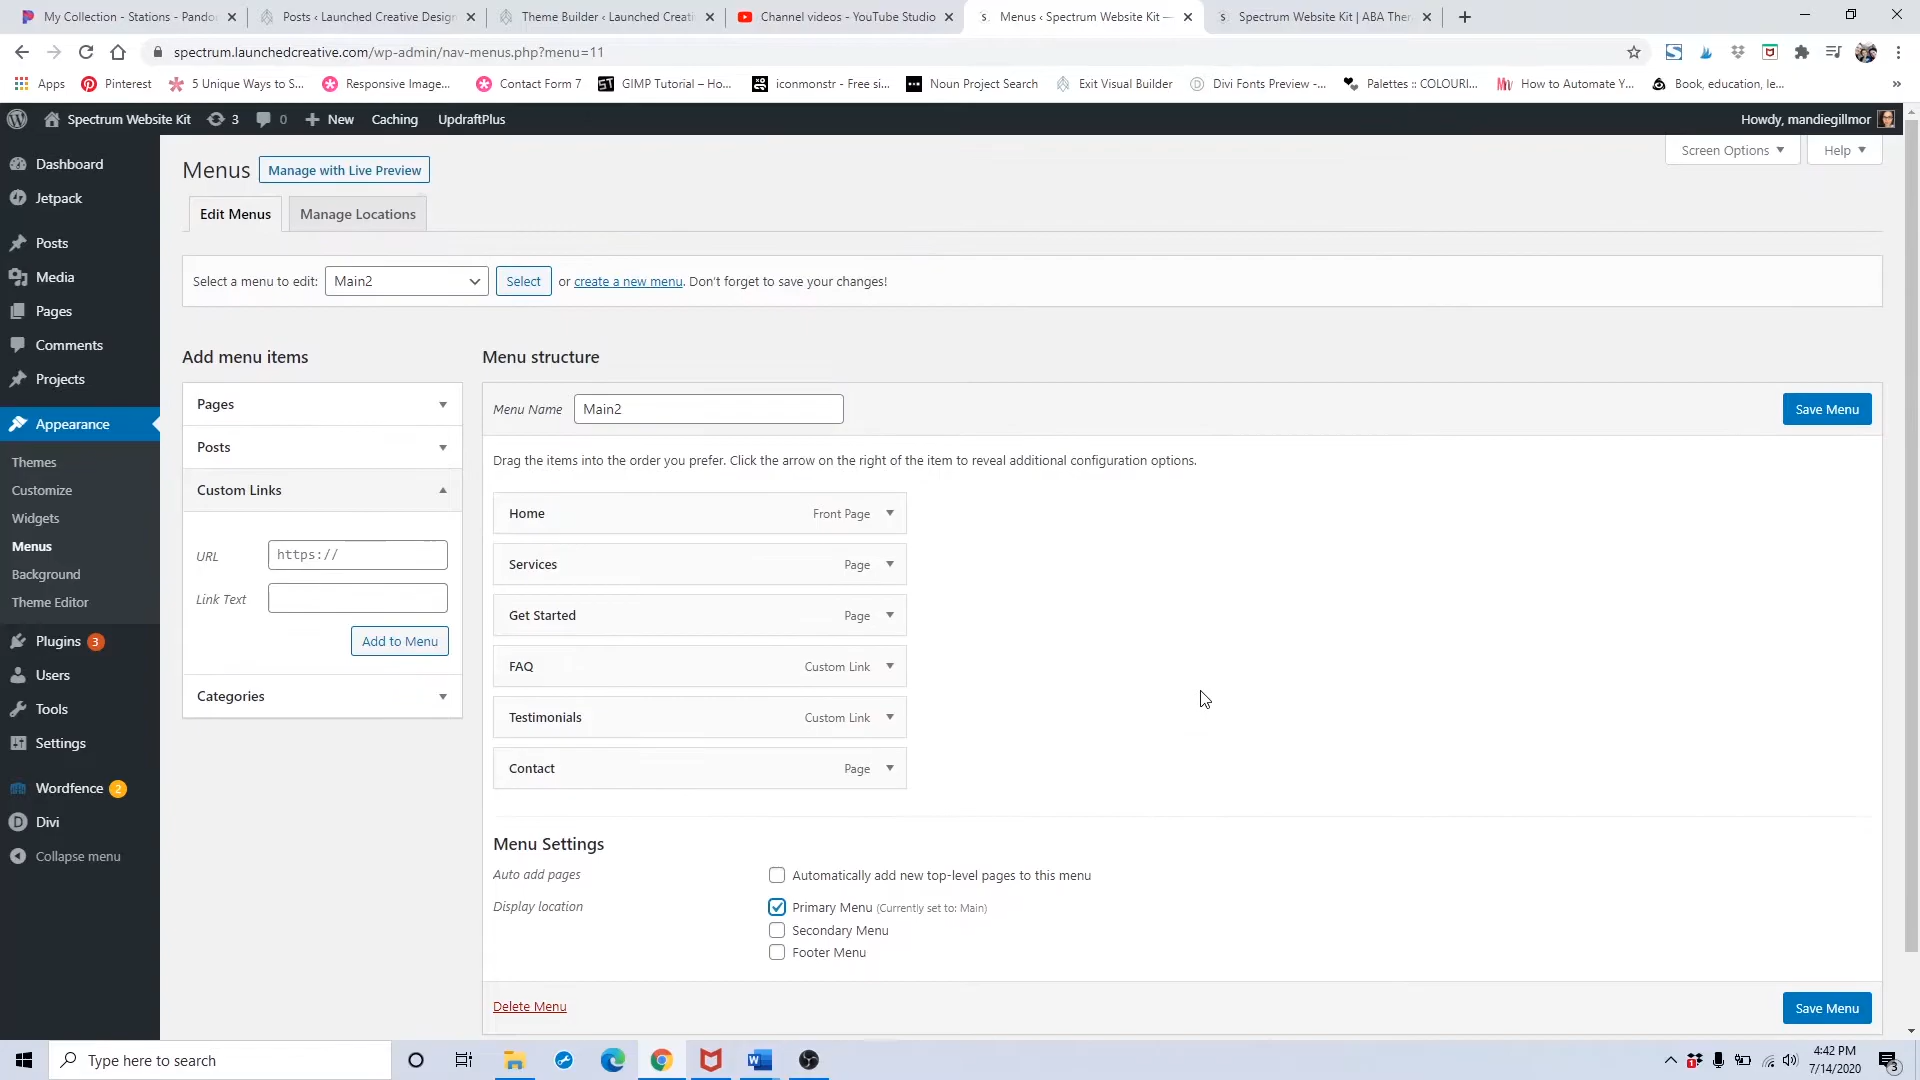 My Collection - Stations - Pando
Posts ‹ Launched Creative Design
Theme Builder ‹ Launched Creati
Channel videos - YouTube Studio
Menus ‹ Spectrum Website Kit —
Spectrum Website Kit | ABA Ther
spectrum.launchedcreative.com/wp-admin/nav-menus.php?menu=11
Apps
Pinterest
5 Unique Ways to S...
Responsive Image...
Contact Form 7
GIMP Tutorial – Ho...
iconmonstr - Free si...
Noun Project Search
Exit Visual Builder
Divi Fonts Preview -...
Palettes :: COLOURl...
How to Automate Y...
Book, education, le...
Spectrum Website Kit
3
0
New
Caching
UpdraftPlus
Howdy, mandiegillmor
Dashboard
Jetpack
Posts
Media
Pages
Comments
Projects
Appearance
Themes
Customize
Widgets
Menus
Background
Theme Editor
Plugins 3
Users
Tools
Settings
Wordfence 2
Divi
Collapse menu
Menus
Manage with Live Preview
Screen Options
Help
Edit Menus
Manage Locations
Select a menu to edit: Main2 Select or create a new menu. Don't forget to save your changes!
Add menu items
Pages
Posts
Custom Links
URL https://
Link Text
Add to Menu
Categories
Menu structure
Menu Name Main2 Save Menu
Drag the items into the order you prefer. Click the arrow on the right of the item to reveal additional configuration options.
Home Front Page
Services Page
Get Started Page
FAQ Custom Link
Testimonials Custom Link
Contact Page
Menu Settings
Auto add pages Automatically add new top-level pages to this menu
Display location Primary Menu (Currently set to: Main)
Secondary Menu
Footer Menu
Delete Menu
Save Menu
Type here to search
4:42 PM
7/14/2020
3